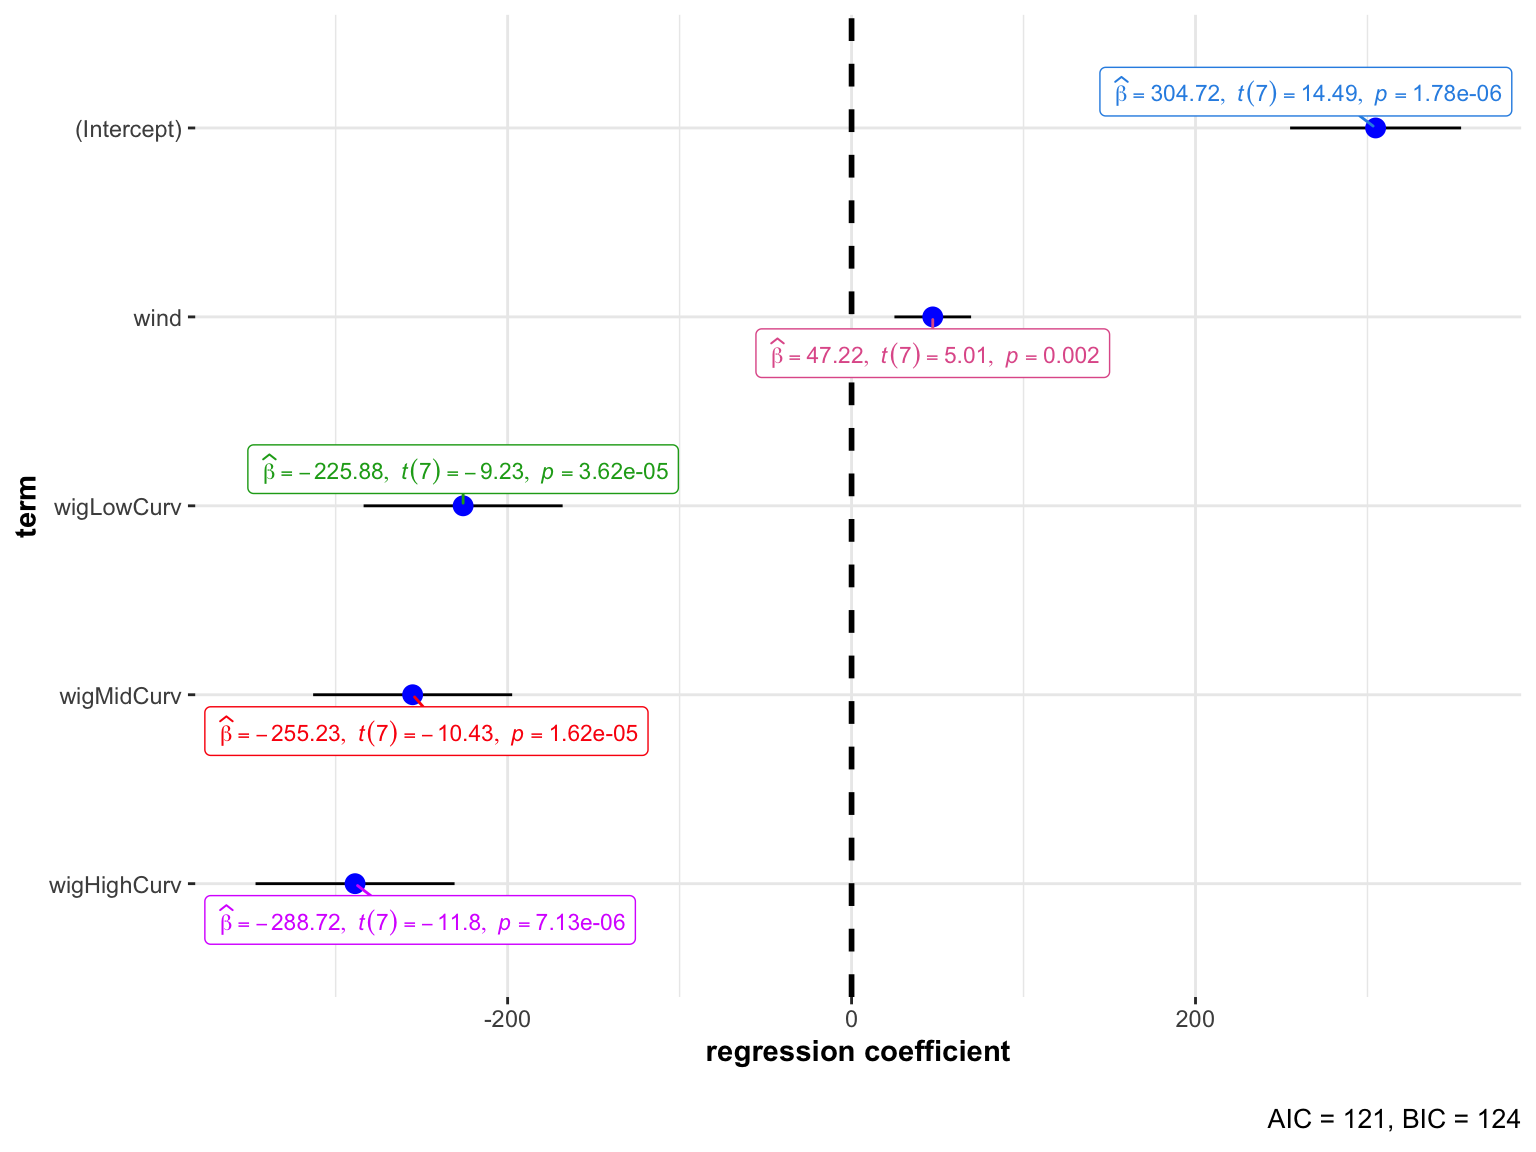 (Intercept)
β̂ = 304.72, t(7) = 14.49, p = 1.78e-06
wind
β̂ = 47.22, t(7) = 5.01, p = 0.002
β̂ = −225.88, t(7) = −9.23, p = 3.62e-05
wigLowCurv
wigMidCurv
β̂ = −255.23, t(7) = −10.43, p = 1.62e-05
wigHighCurv
β̂ = −288.72, t(7) = −11.8, p = 7.13e-06
term
-200 0 200
regression coefficient
AIC = 121, BIC = 124